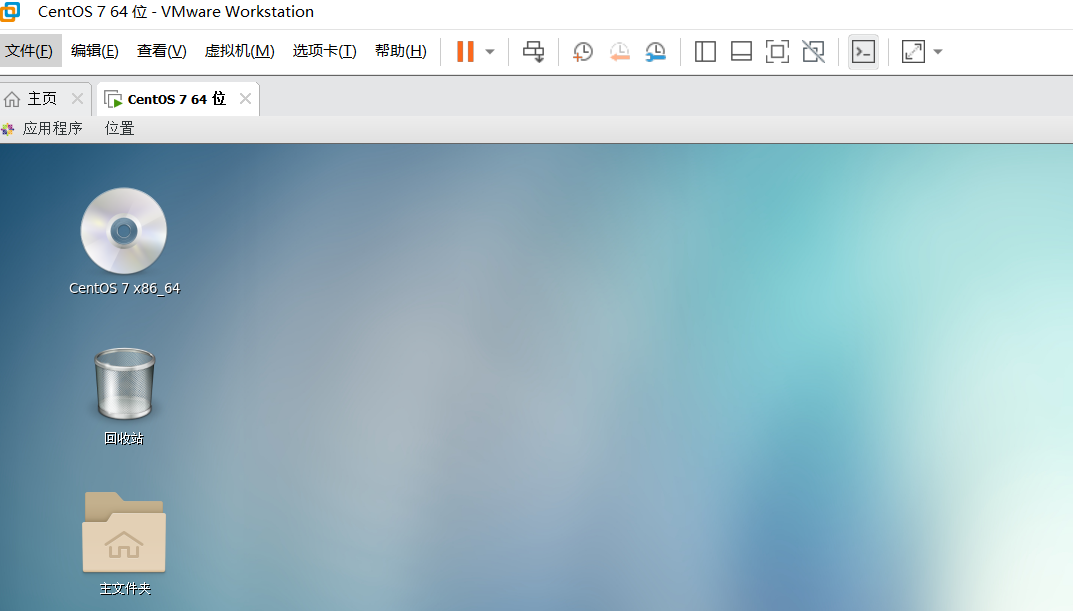 CentOS 7 64 位 - VMware Workstation
文件(F) 编辑(E) 查看(V) 虚拟机(M) 选项卡(T) 帮助(H)
主页 CentOS 7 64 位
应用程序 位置
CentOS 7 x86_64
回收站
主文件夹